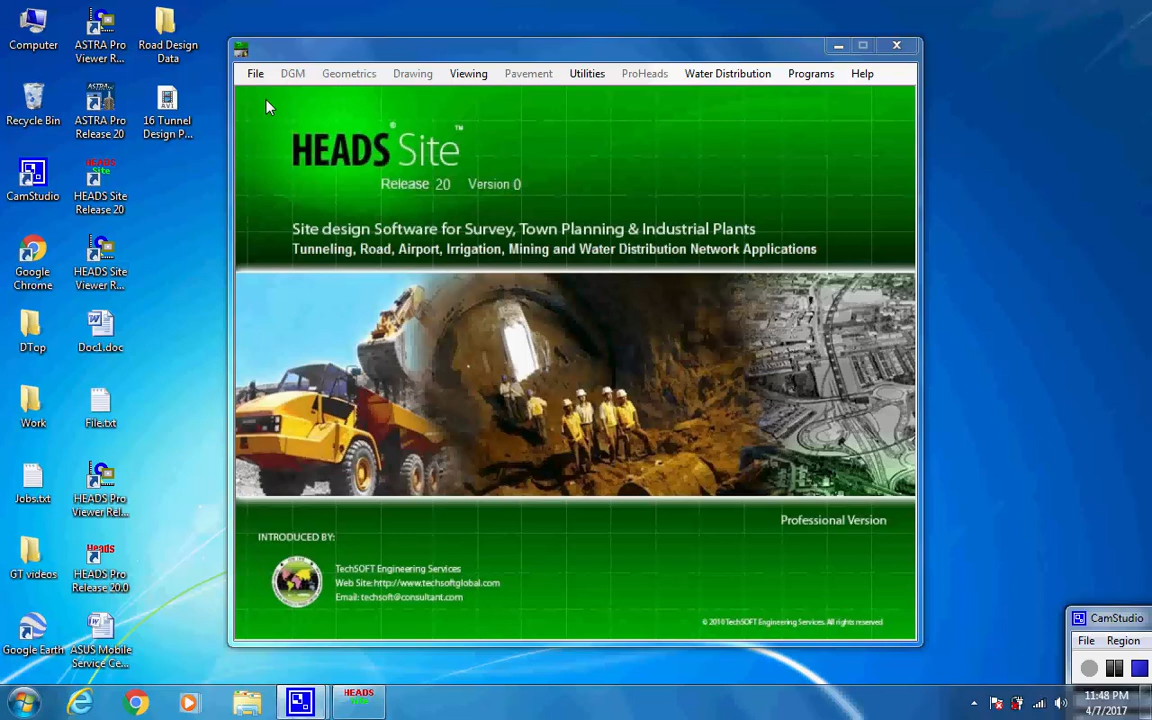 Computer
ASTRA Pro
Viewer R...
Road Design
Data
Recycle Bin
ASTRA Pro
Release 20
16 Tunnel
Design P...
CamStudio
HEADS Site
Release 20
Google
Chrome
HEADS Site
Viewer R...
DTop
Doc1.doc
Work
File.txt
Jobs.txt
HEADS Pro
Viewer Rel...
GT videos
HEADS Pro
Release 20.0
Google Earth
ASUS Mobile
Service Ce...
File DGM Geometrics Drawing Viewing Pavement Utilities ProHeads Water Distribution Programs Help
HEADS® Site™
Release 20 Version 0
Site design Software for Survey, Town Planning & Industrial Plants
Tunneling, Road, Airport, Irrigation, Mining and Water Distribution Network Applications
Professional Version
INTRODUCED BY:
TechSOFT Engineering Services
Web Site:http://www.techsoftglobal.com
Email: techsoft@consultant.com
© 2010 TechSOFT Engineering Services. All rights reserved
CamStudio
File Region
HEADS
Site
11:48 PM
4/7/2017